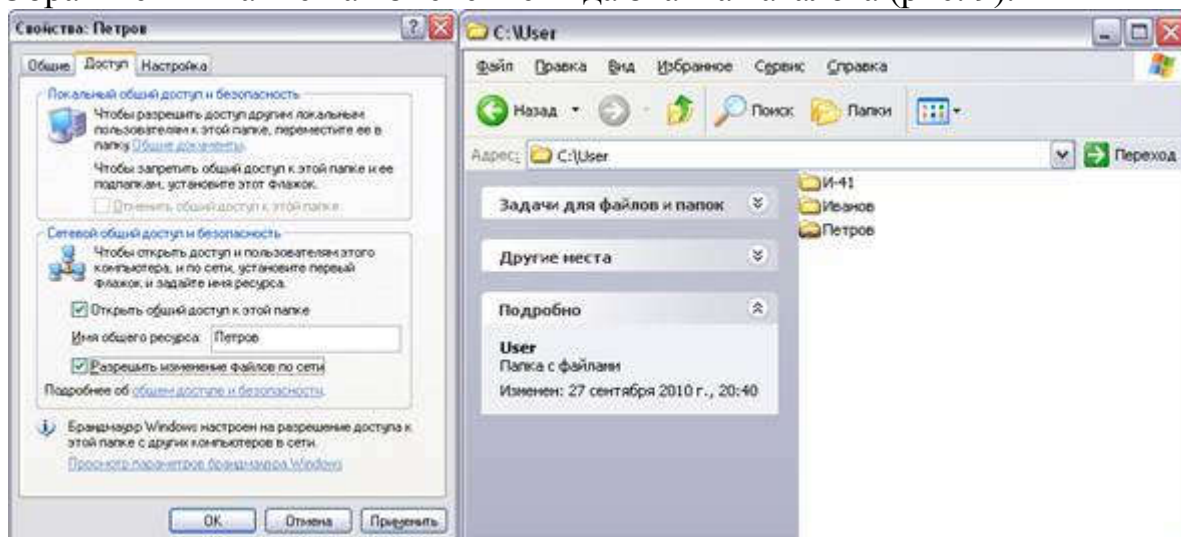 Свойства: Петров
Общие Доступ Настройка
Локальный общий доступ и безопасность
Чтобы разрешить доступ другим локальным
пользователям к этой папке, переместите ее в
папку Общие документы.
Чтобы запретить общий доступ к этой папке и ее
подпапкам, установите этот флажок.
Отменить общий доступ к этой папке
Сетевой общий доступ и безопасность
Чтобы открыть доступ и пользователям этого
компьютера, и по сети, установите первый
флажок и задайте имя ресурса.
Открыть общий доступ к этой папке
Имя общего ресурса: Петров
Разрешить изменение файлов по сети
Подробнее об общем доступе и безопасности.
Брандмауэр Windows настроен на разрешение доступа к
этой папке с других компьютеров в сети.
Просмотр параметров брандмауэра Windows
ОК Отмена Применить
C:\User
Файл Правка Вид Избранное Сервис Справка
Назад Поиск Папки
Адрес: C:\User Переход
Задачи для файлов и папок
Другие места
Подробно
User
Папка с файлами
Изменен: 27 сентября 2010 г., 20:40
И-41
Иванов
Петров